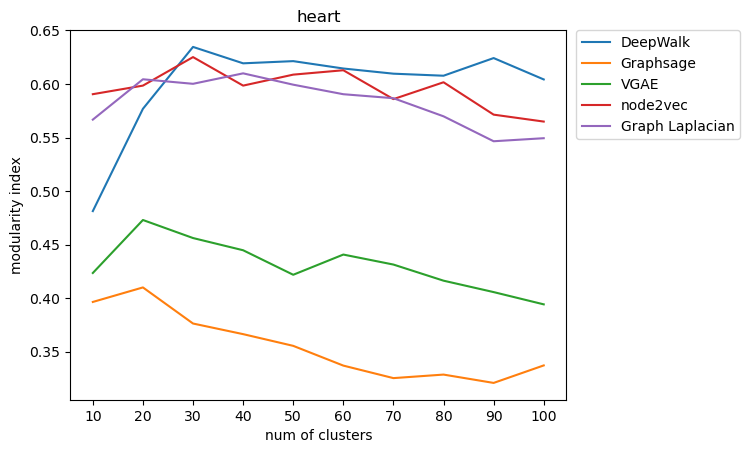 heart
0.65
0.60
0.55
0.50
0.45
0.40
0.35
modularity index
10 20 30 40 50 60 70 80 90 100
num of clusters
DeepWalk
Graphsage
VGAE
node2vec
Graph Laplacian